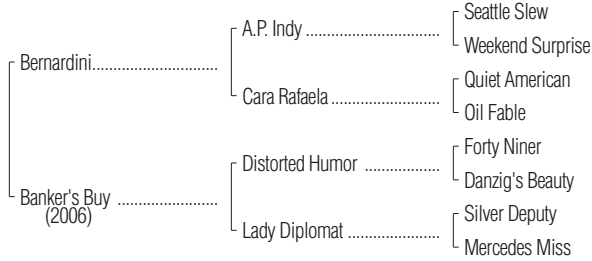 Bernardini
Banker's Buy
(2006)
A.P. Indy
Cara Rafaela
Distorted Humor
Lady Diplomat
Seattle Slew
Weekend Surprise
Quiet American
Oil Fable
Forty Niner
Danzig's Beauty
Silver Deputy
Mercedes Miss